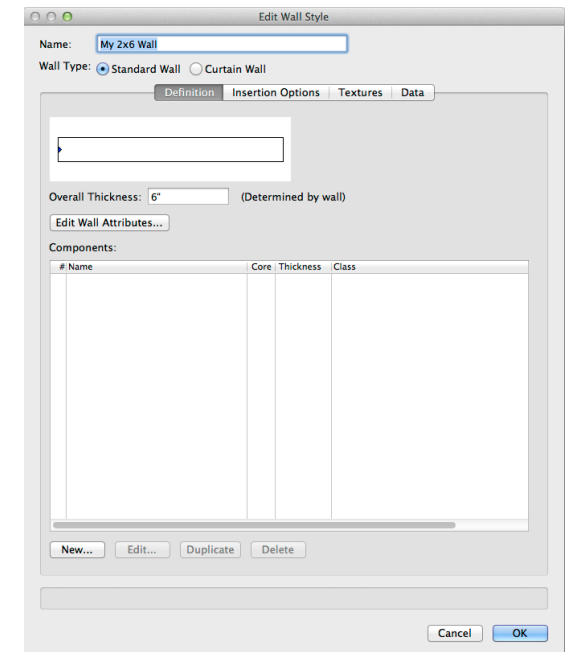 Edit Wall Style
Name: My 2x6 Wall
Wall Type: Standard Wall Curtain Wall
Definition Insertion Options Textures Data
Overall Thickness: 6" (Determined by wall)
Edit Wall Attributes...
Components:
# Name Core Thickness Class
New... Edit... Duplicate Delete
Cancel OK